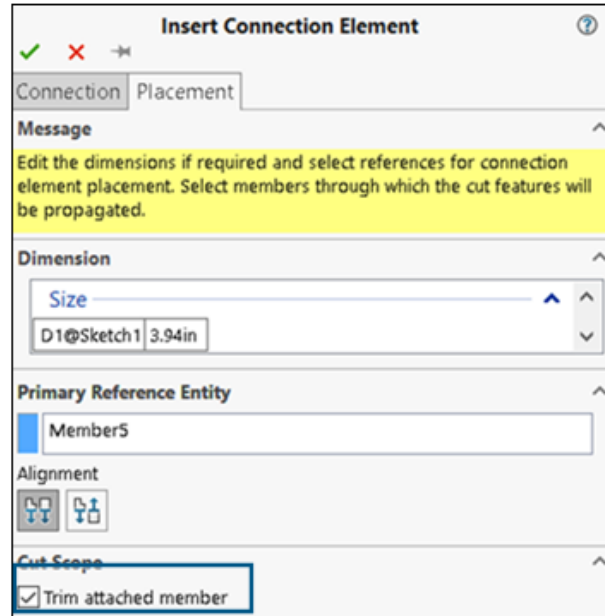 Insert Connection Element
Connection Placement
Message
Edit the dimensions if required and select references for connection
element placement. Select members through which the cut features will
be propagated.
Dimension
Size
D1@Sketch1 3.94in
Primary Reference Entity
Member5
Alignment
Cut Scope
Trim attached member